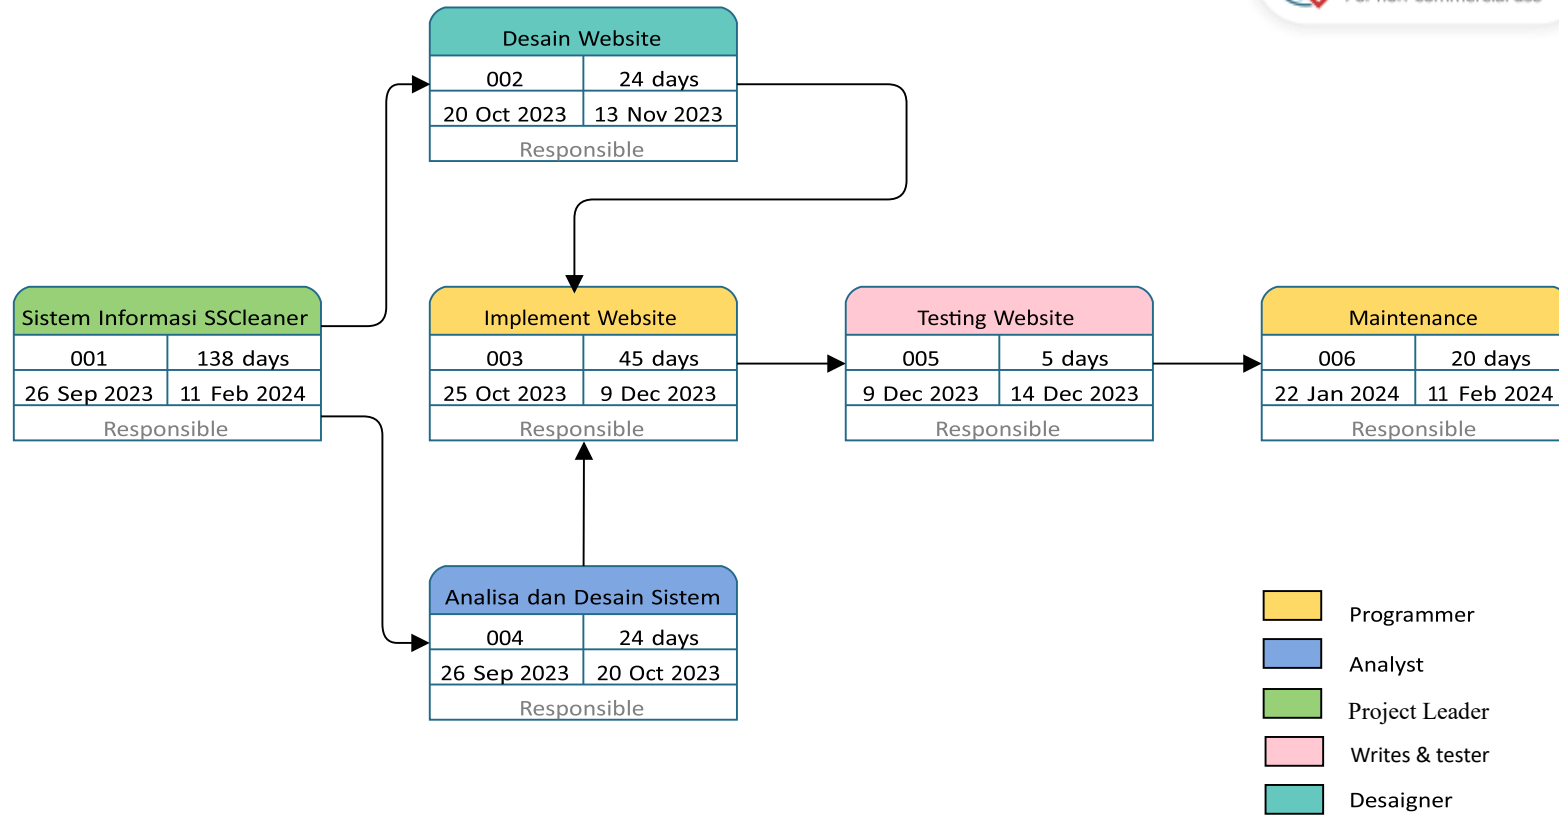 For non-commercial use
Desain Website
002 24 days
20 Oct 2023 13 Nov 2023
Responsible
Sistem Informasi SSCleaner
001 138 days
26 Sep 2023 11 Feb 2024
Responsible
Implement Website
003 45 days
25 Oct 2023 9 Dec 2023
Responsible
Testing Website
005 5 days
9 Dec 2023 14 Dec 2023
Responsible
Maintenance
006 20 days
22 Jan 2024 11 Feb 2024
Responsible
Analisa dan Desain Sistem
004 24 days
26 Sep 2023 20 Oct 2023
Responsible
Programmer
Analyst
Project Leader
Writes & tester
Desaigner